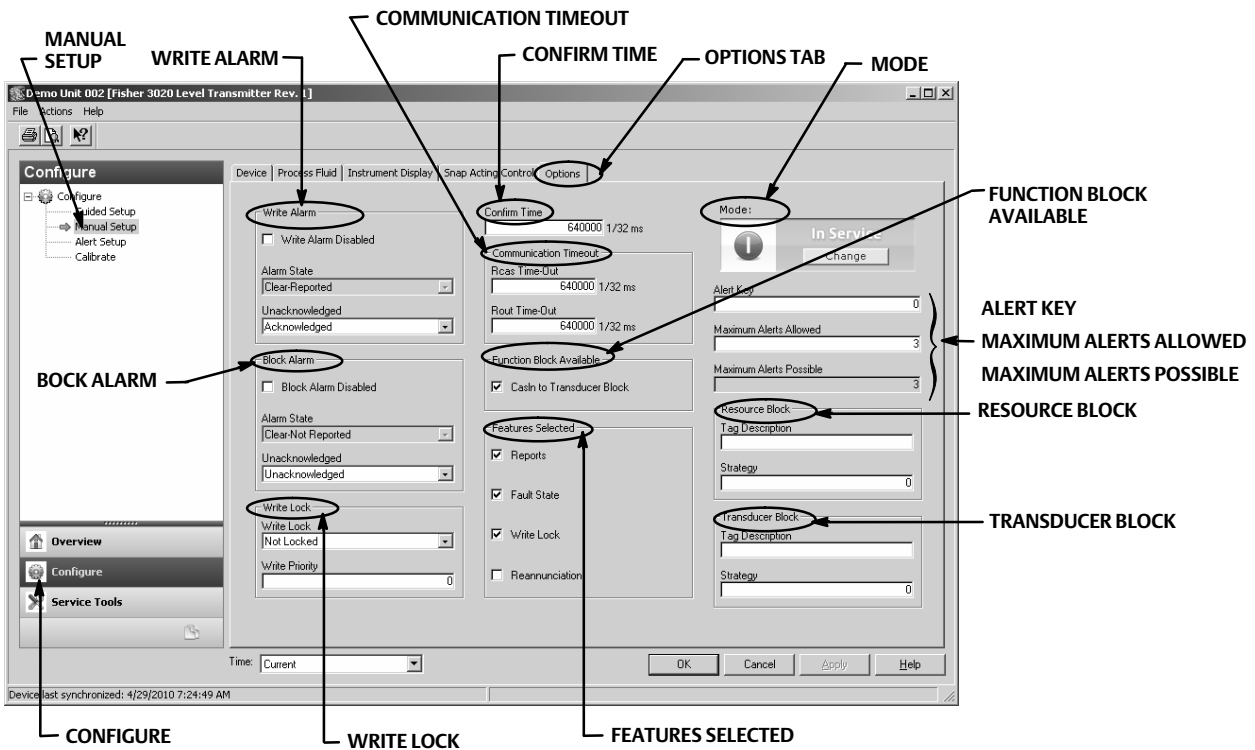 COMMUNICATION TIMEOUT
MANUAL
SETUP
WRITE ALARM
CONFIRM TIME
OPTIONS TAB
MODE
Demo Unit 002 [Fisher 3020 Level Transmitter Rev. 1]
File Actions Help
Configure
Configure
Guided Setup
Manual Setup
Alert Setup
Calibrate
Overview
Configure
Service Tools
Device
Process Fluid
Instrument Display
Snap Acting Control
Options
Write Alarm
Write Alarm Disabled
Alarm State
Clear-Reported
Unacknowledged
Acknowledged
Block Alarm
Block Alarm Disabled
Alarm State
Clear-Not Reported
Unacknowledged
Unacknowledged
Write Lock
Write Lock
Not Locked
Write Priority
0
Confirm Time
640000 1/32 ms
Communication Timeout
Rcas Time-Out
640000 1/32 ms
Rout Time-Out
640000 1/32 ms
Function Block Available
CasIn to Transducer Block
Features Selected
Reports
Fault State
Write Lock
Reannunciation
Mode:
In Service
Change
Alert Key
0
Maximum Alerts Allowed
3
Maximum Alerts Possible
3
Resource Block
Tag Description
Strategy
0
Transducer Block
Tag Description
Strategy
0
Time: Current
OK
Cancel
Apply
Help
Device last synchronized: 4/29/2010 7:24:49 AM
FUNCTION BLOCK
AVAILABLE
ALERT KEY
MAXIMUM ALERTS ALLOWED
MAXIMUM ALERTS POSSIBLE
RESOURCE BLOCK
TRANSDUCER BLOCK
BOCK ALARM
CONFIGURE
WRITE LOCK
FEATURES SELECTED